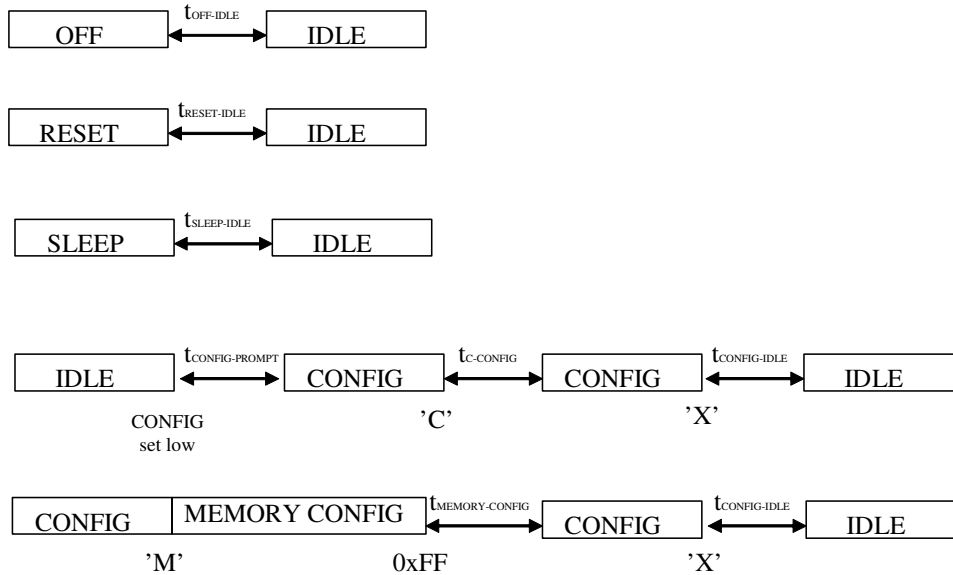 tOFF-IDLE
OFF IDLE
tRESET-IDLE
RESET IDLE
tSLEEP-IDLE
SLEEP IDLE
tCONFIG-PROMPT tC-CONFIG tCONFIG-IDLE
IDLE CONFIG CONFIG IDLE
CONFIG
set low
’C’ ’X’
tMEMORY-CONFIG tCONFIG-IDLE
CONFIG MEMORY CONFIG CONFIG IDLE
’M’ 0xFF ’X’